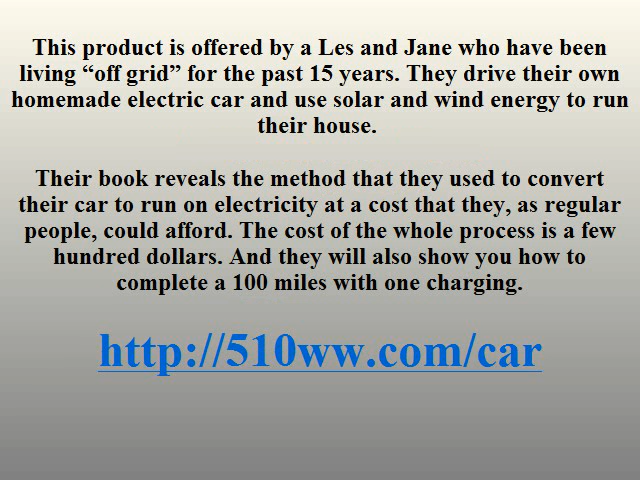 This product is offered by a Les and Jane who have been
living “off grid” for the past 15 years. They drive their own
homemade electric car and use solar and wind energy to run
their house.
Their book reveals the method that they used to convert
their car to run on electricity at a cost that they, as regular
people, could afford. The cost of the whole process is a few
hundred dollars. And they will also show you how to
complete a 100 miles with one charging.
http://510ww.com/car